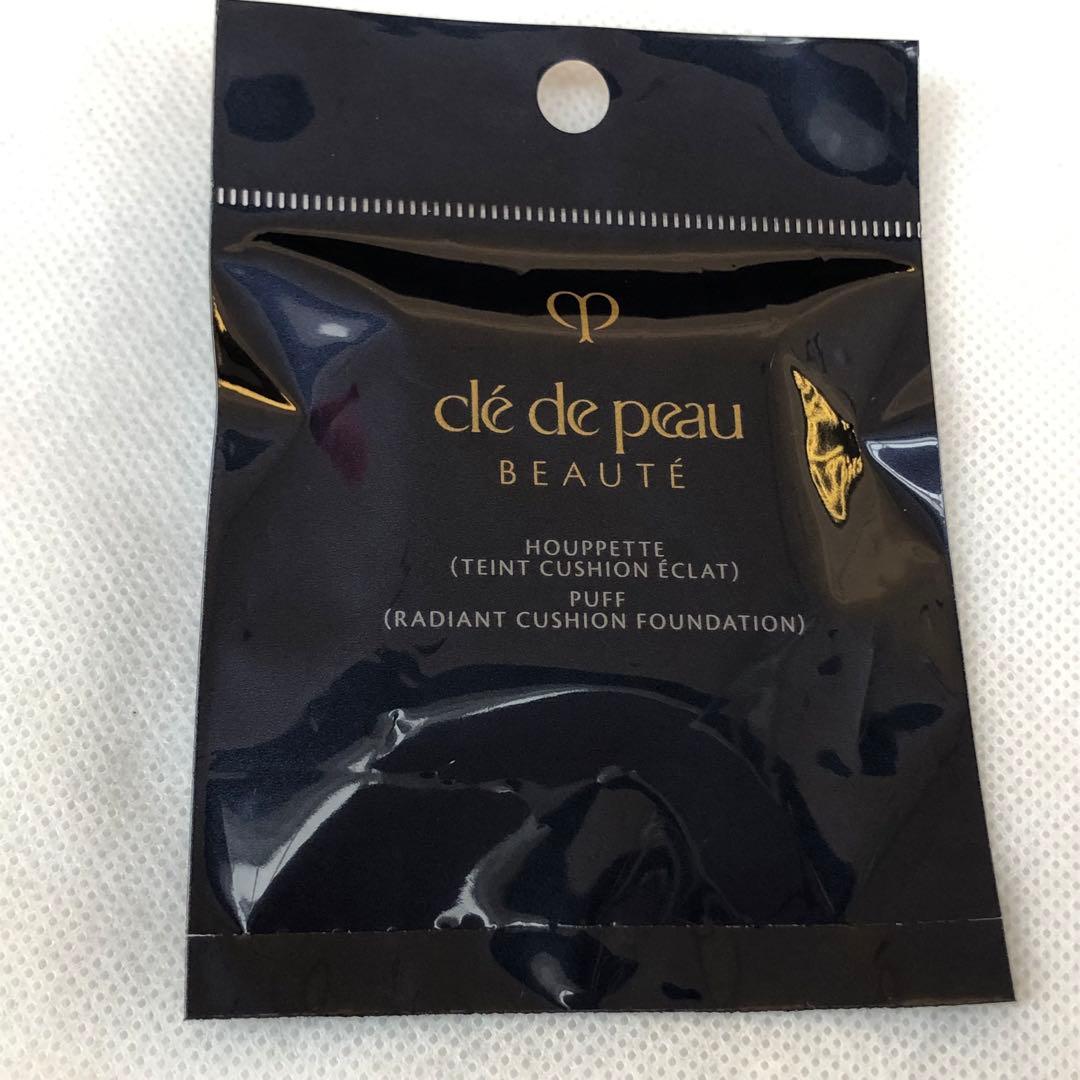 clé de peau
BEAUTÉ
HOUPPETTE
(TEINT CUSHION ÉCLAT)
PUFF
(RADIANT CUSHION FOUNDATION)